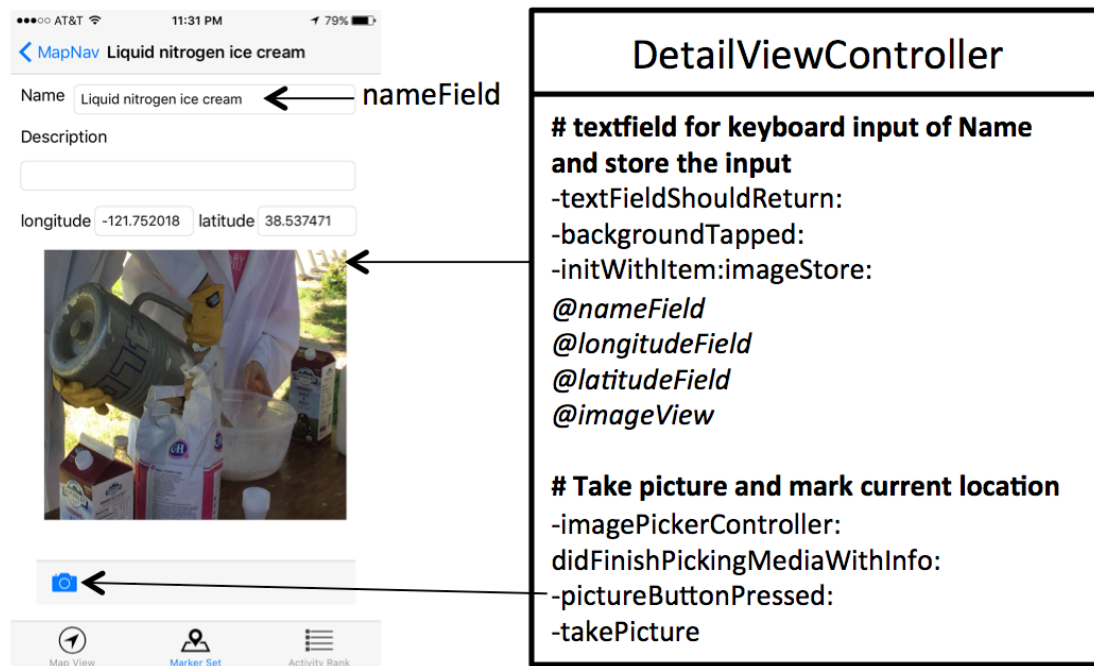 AT&T 11:31 PM 79%
MapNav Liquid nitrogen ice cream
Name Liquid nitrogen ice cream
nameField
Description
longitude -121.752018 latitude 38.537471
C&H
Map View Marker Set Activity Rank
DetailViewController
# textfield for keyboard input of Name
and store the input
-textFieldShouldReturn:
-backgroundTapped:
-initWithItem:imageStore:
@nameField
@longitudeField
@latitudeField
@imageView
# Take picture and mark current location
-imagePickerController:
didFinishPickingMediaWithInfo:
-pictureButtonPressed:
-takePicture